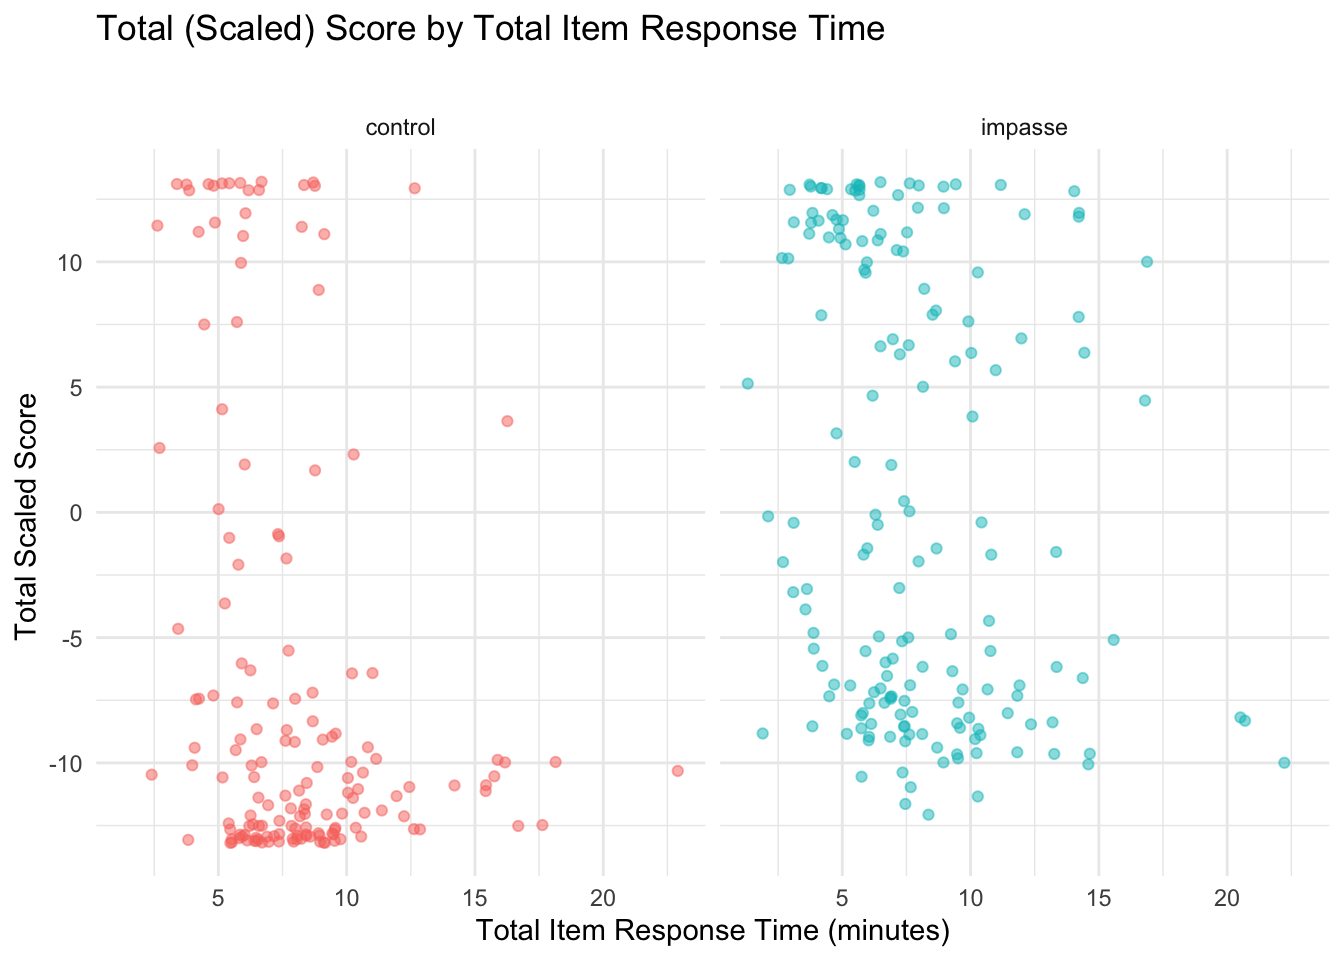 Total (Scaled) Score by Total Item Response Time
control
impasse
Total Scaled Score
10
5
0
-5
-10
5
10
15
20
5
10
15
20
Total Item Response Time (minutes)